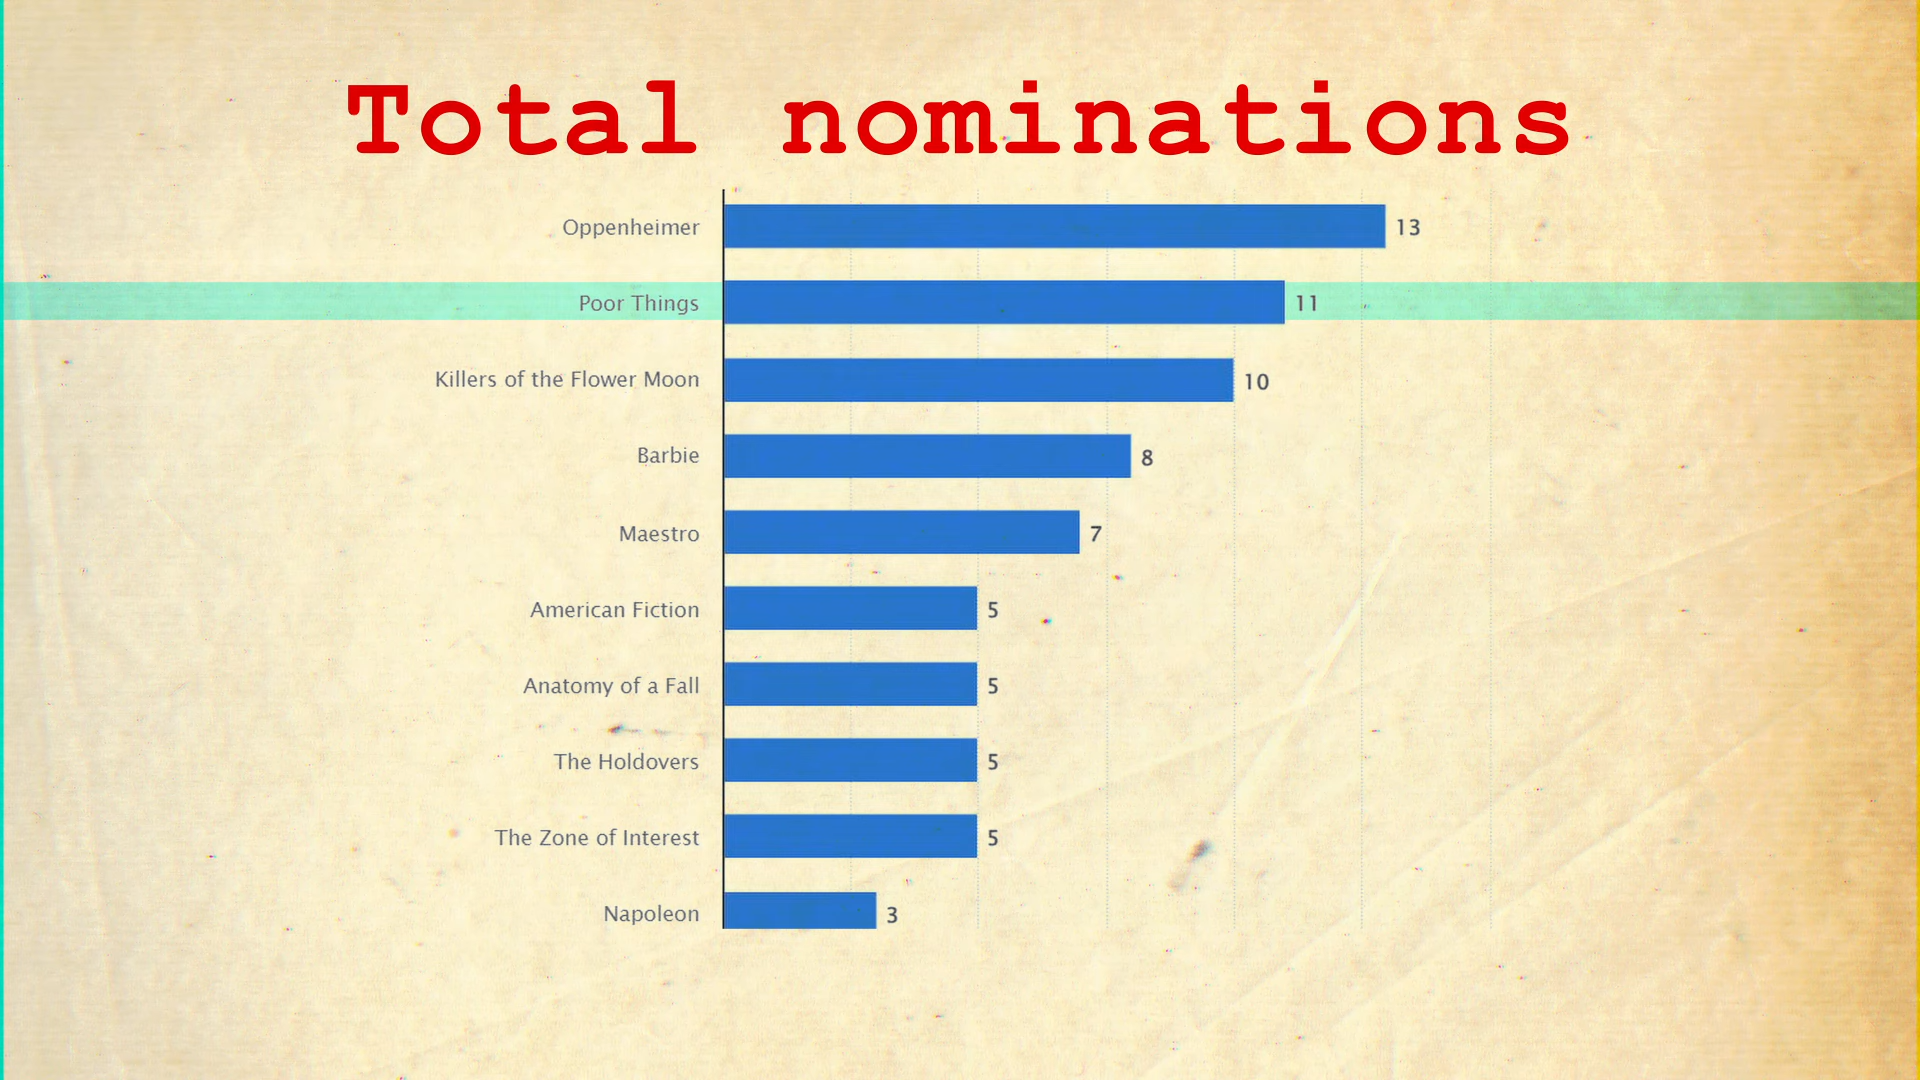 Total nominations
Oppenheimer 13
Poor Things 11
Killers of the Flower Moon 10
Barbie 8
Maestro 7
American Fiction 5
Anatomy of a Fall 5
The Holdovers 5
The Zone of Interest 5
Napoleon 3